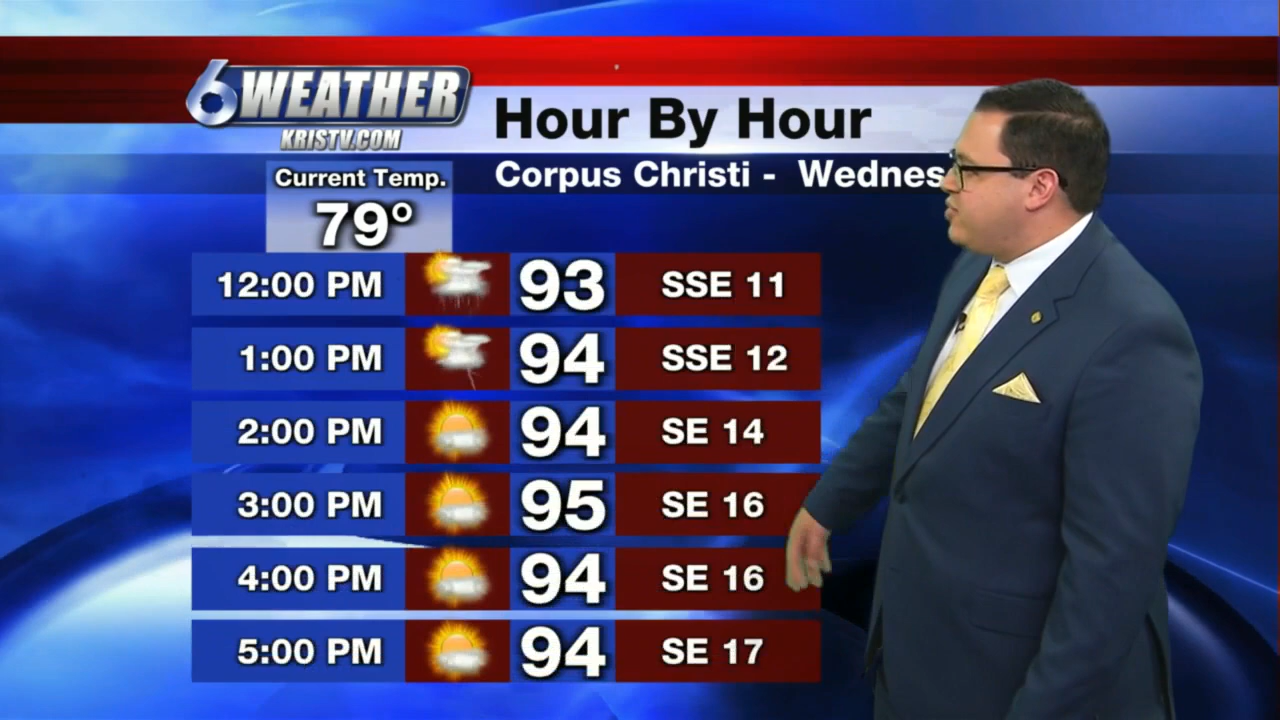 6 WEATHER
KRISTV.COM
Hour By Hour
Corpus Christi - Wednes
Current Temp.
79°
12:00 PM 93 SSE 11
1:00 PM 94 SSE 12
2:00 PM 94 SE 14
3:00 PM 95 SE 16
4:00 PM 94 SE 16
5:00 PM 94 SE 17